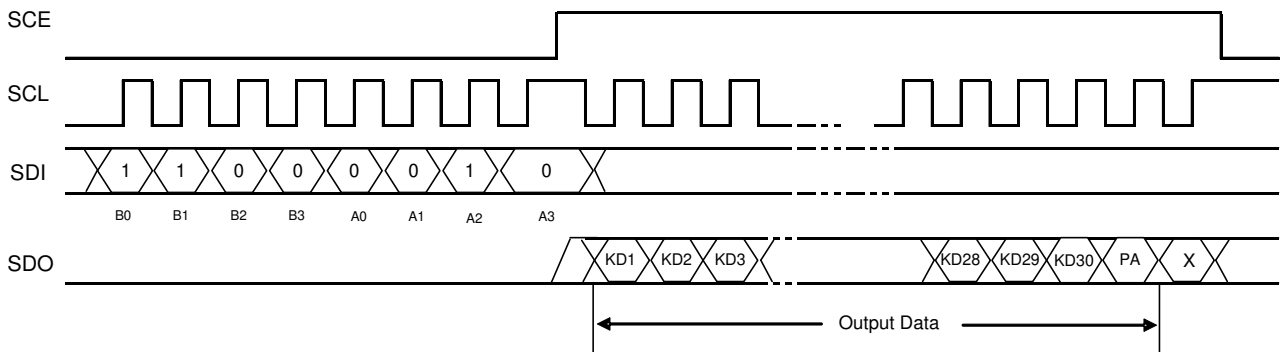 SCE
SCL
SDI 1 1 0 0 0 0 1 0
B0 B1 B2 B3 A0 A1 A2 A3
SDO KD1 KD2 KD3 KD28 KD29 KD30 PA X
Output Data